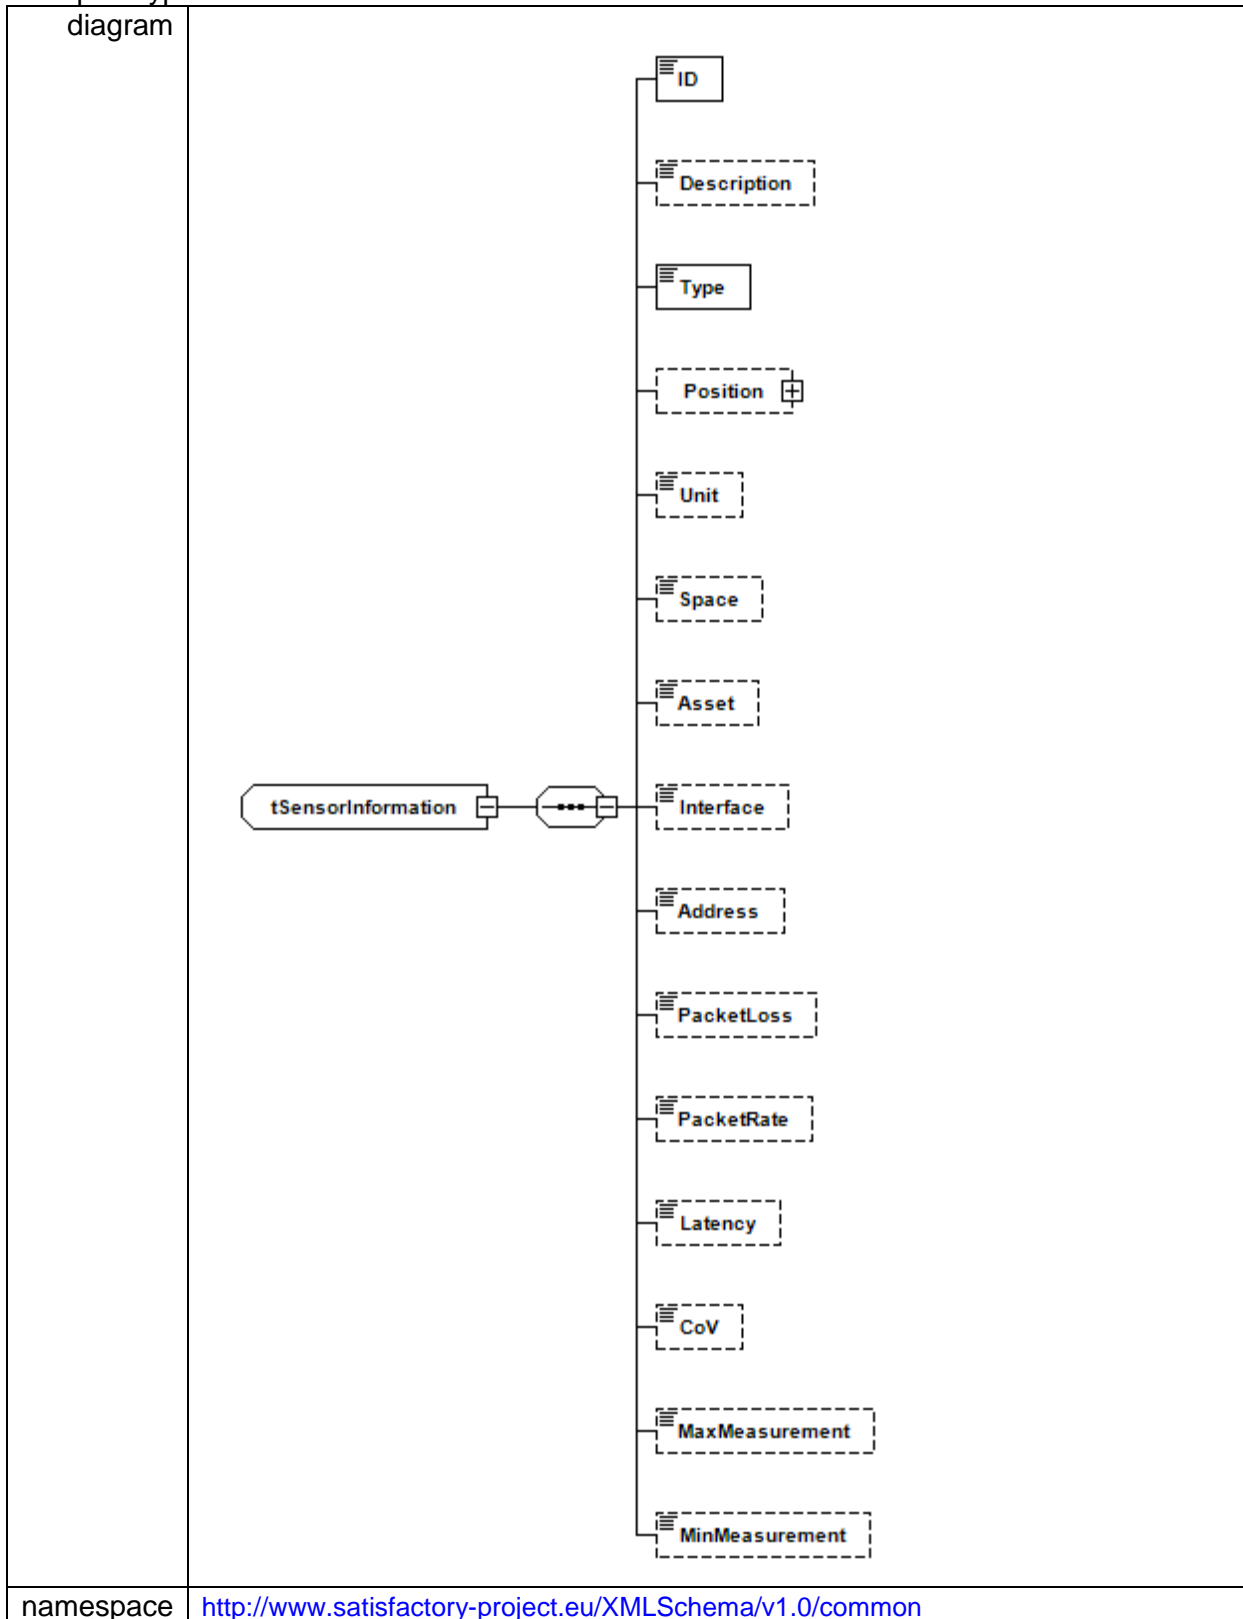 diagram
ID
Description
Type
Position
Unit
Space
Asset
tSensorInformation
Interface
Address
PacketLoss
PacketRate
Latency
CoV
MaxMeasurement
MinMeasurement
namespace http://www.satisfactory-project.eu/XMLSchema/v1.0/common